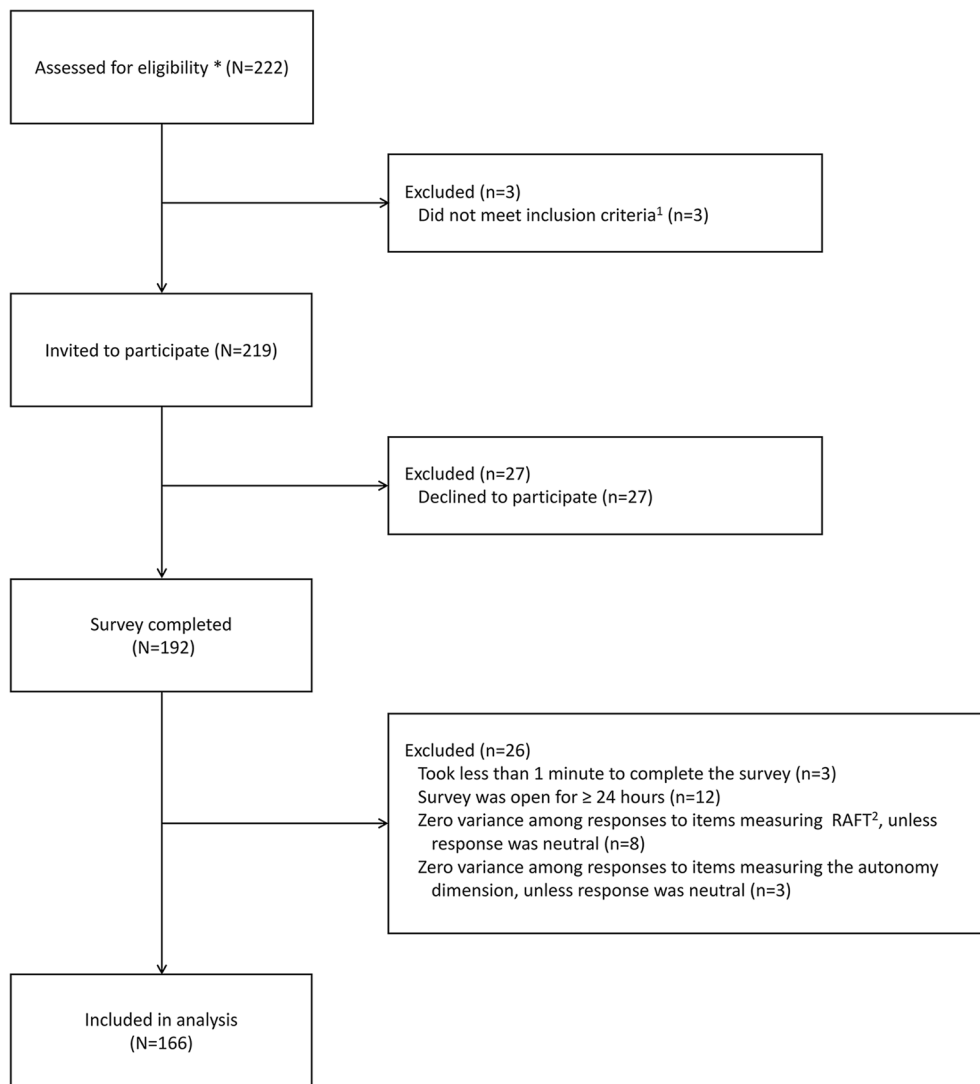 Assessed for eligibility * (N=222)
Excluded (n=3)
Did not meet inclusion criteria¹ (n=3)
Invited to participate (N=219)
Excluded (n=27)
Declined to participate (n=27)
Survey completed
(N=192)
Excluded (n=26)
Took less than 1 minute to complete the survey (n=3)
Survey was open for ≥ 24 hours (n=12)
Zero variance among responses to items measuring RAFT², unless
response was neutral (n=8)
Zero variance among responses to items measuring the autonomy
dimension, unless response was neutral (n=3)
Included in analysis
(N=166)